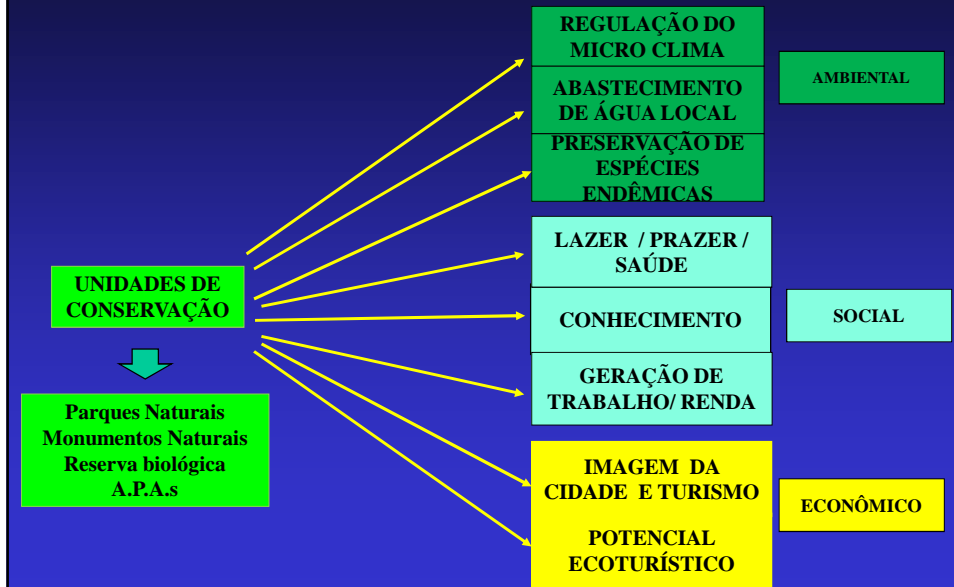 REGULAÇÃO DO
MICRO CLIMA
ABASTECIMENTO
DE ÁGUA LOCAL
PRESERVAÇÃO DE
ESPÉCIES
ENDÊMICAS
AMBIENTAL
LAZER / PRAZER /
SAÚDE
CONHECIMENTO
GERAÇÃO DE
TRABALHO/ RENDA
SOCIAL
UNIDADES DE
CONSERVAÇÃO
Parques Naturais
Monumentos Naturais
Reserva biológica
A.P.A.s
IMAGEM DA
CIDADE E TURISMO
POTENCIAL
ECOTURÍSTICO
ECONÔMICO